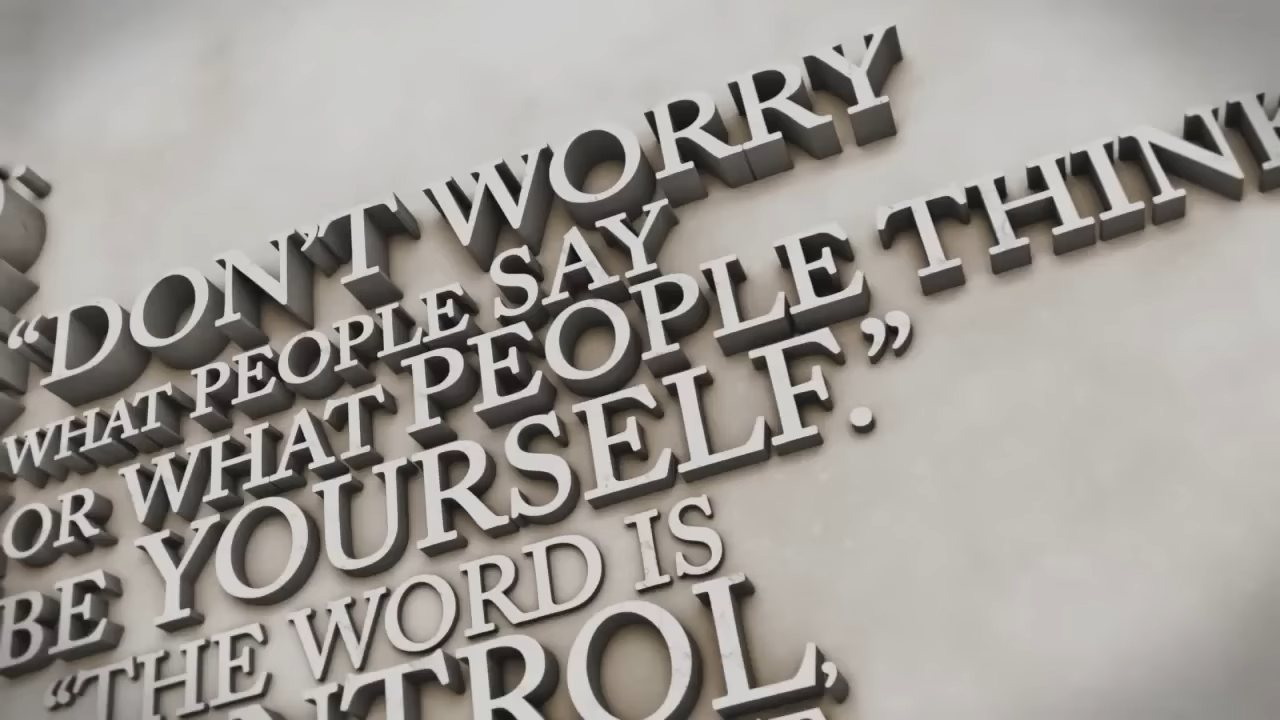 “DON’T WORRY
WHAT PEOPLE SAY
OR WHAT PEOPLE THINK
BE YOURSELF.”
“THE WORD IS